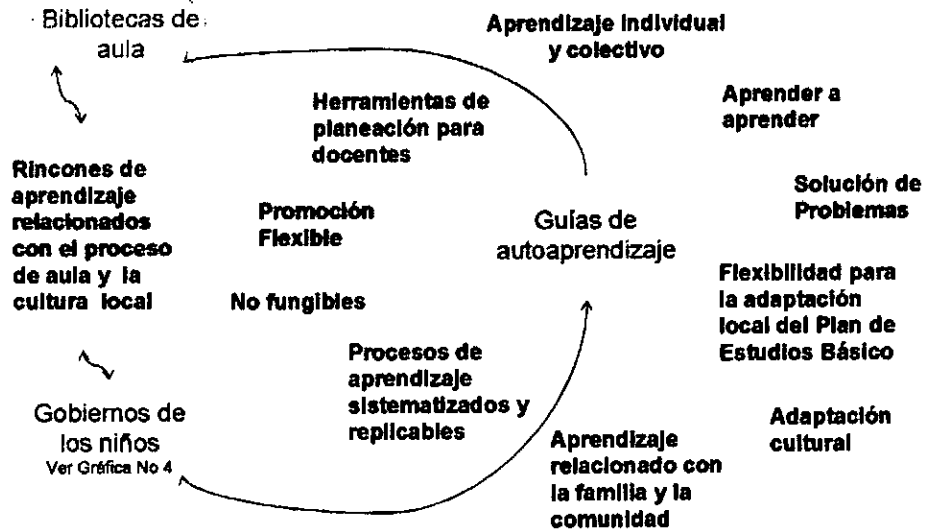 Bibliotecas de
aula
Aprendizaje individual
y colectivo
Herramientas de
planeación para
docentes
Aprender a
aprender
Rincones de
aprendizaje
relacionados
con el proceso
de aula y la
cultura local
Promoción
Flexible
Guías de
autoaprendizaje
Solución de
Problemas
No fungibles
Flexibilidad para
la adaptación
local del Plan de
Estudios Básico
Procesos de
aprendizaje
sistematizados y
replicables
Gobiernos de
los niños
Ver Gráfica No 4
Aprendizaje
relacionado con
la familia y la
comunidad
Adaptación
cultural